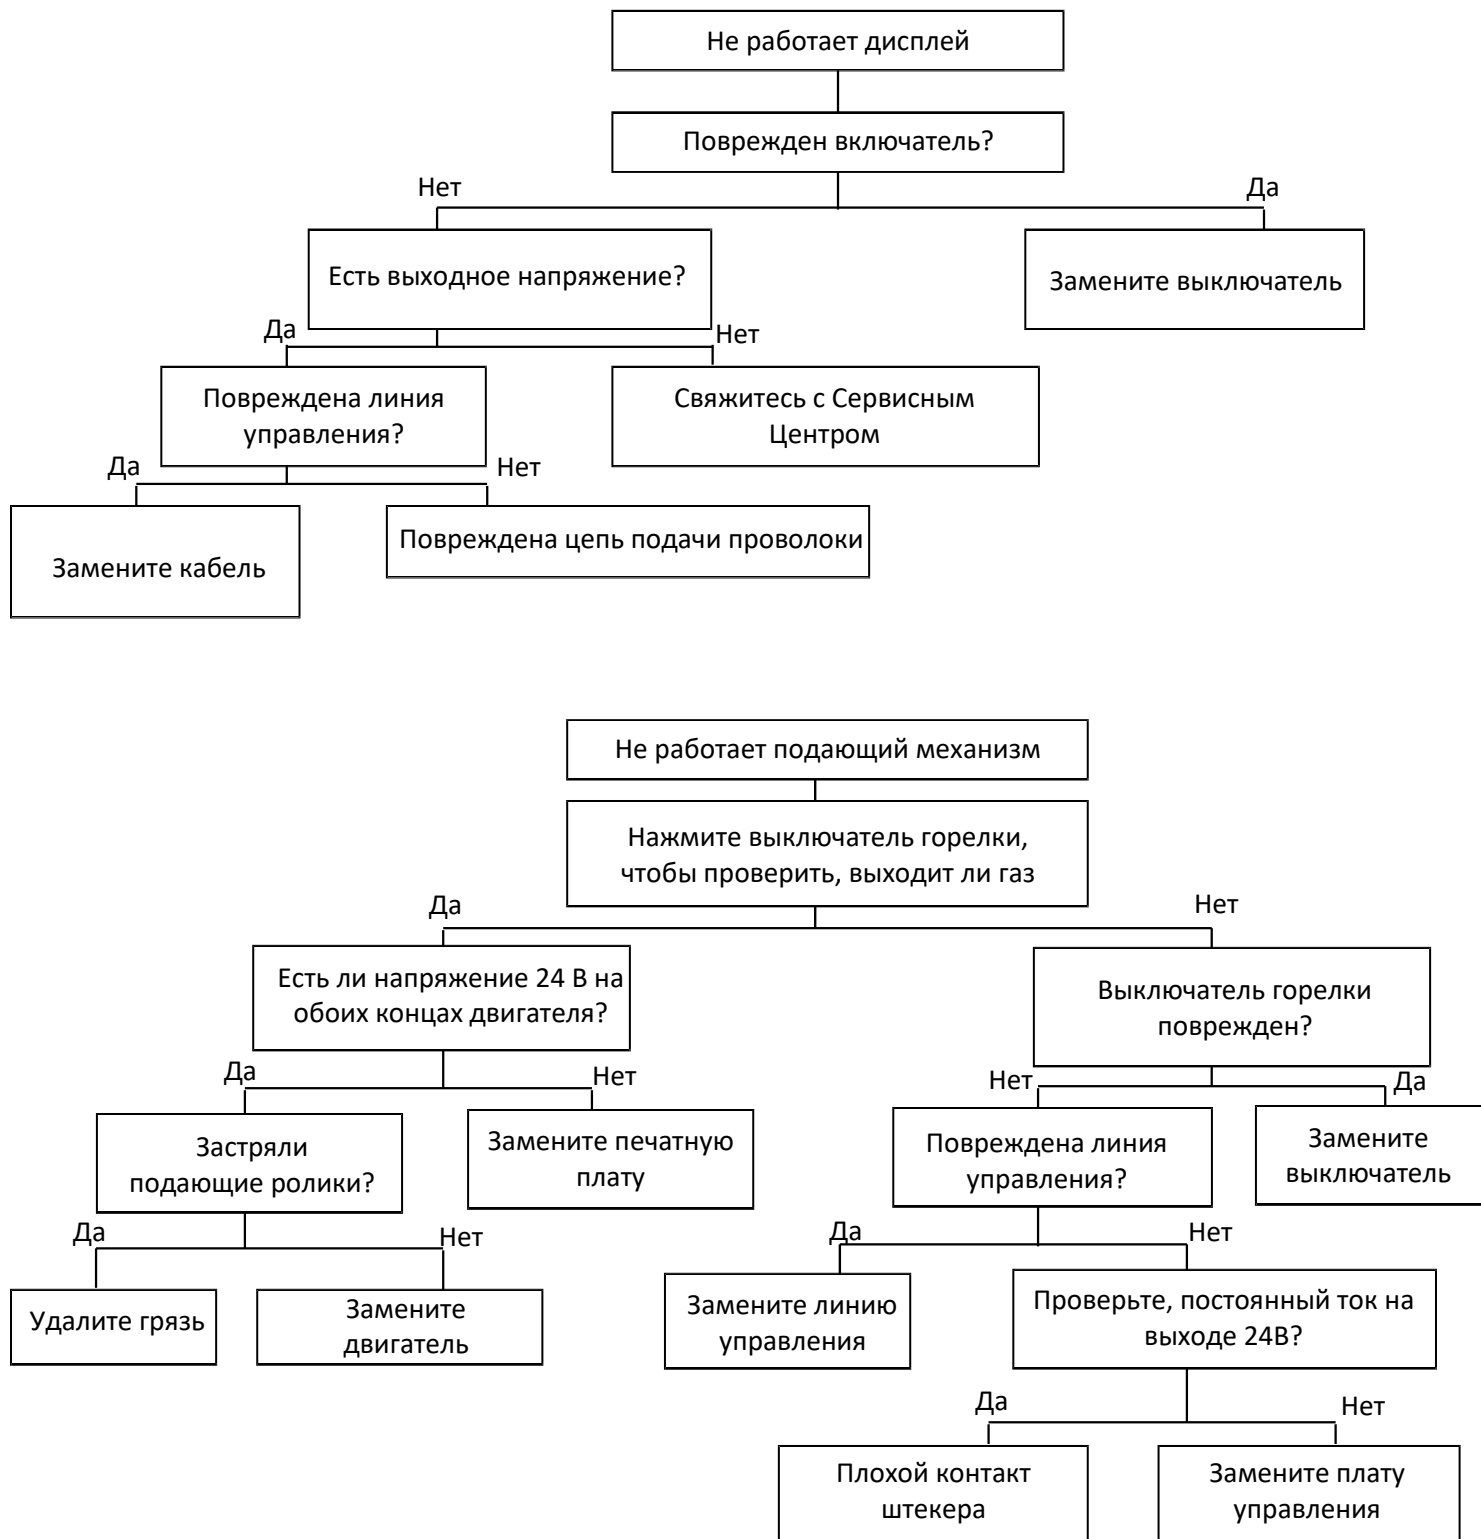 Не работает дисплей
Поврежден включатель?
Нет
Да
Есть выходное напряжение?
Замените выключатель
Да
Нет
Повреждена линия
управления?
Свяжитесь с Сервисным
Центром
Да
Нет
Замените кабель
Повреждена цепь подачи проволоки
Не работает подающий механизм
Нажмите выключатель горелки,
чтобы проверить, выходит ли газ
Да
Нет
Есть ли напряжение 24 В на
обоих концах двигателя?
Выключатель горелки
поврежден?
Да
Нет
Нет
Да
Застряли
подающие ролики?
Замените печатную
плату
Повреждена линия
управления?
Замените
выключатель
Да
Нет
Да
Нет
Удалите грязь
Замените
двигатель
Замените линию
управления
Проверьте, постоянный ток на
выходе 24В?
Да
Нет
Плохой контакт
штекера
Замените плату
управления